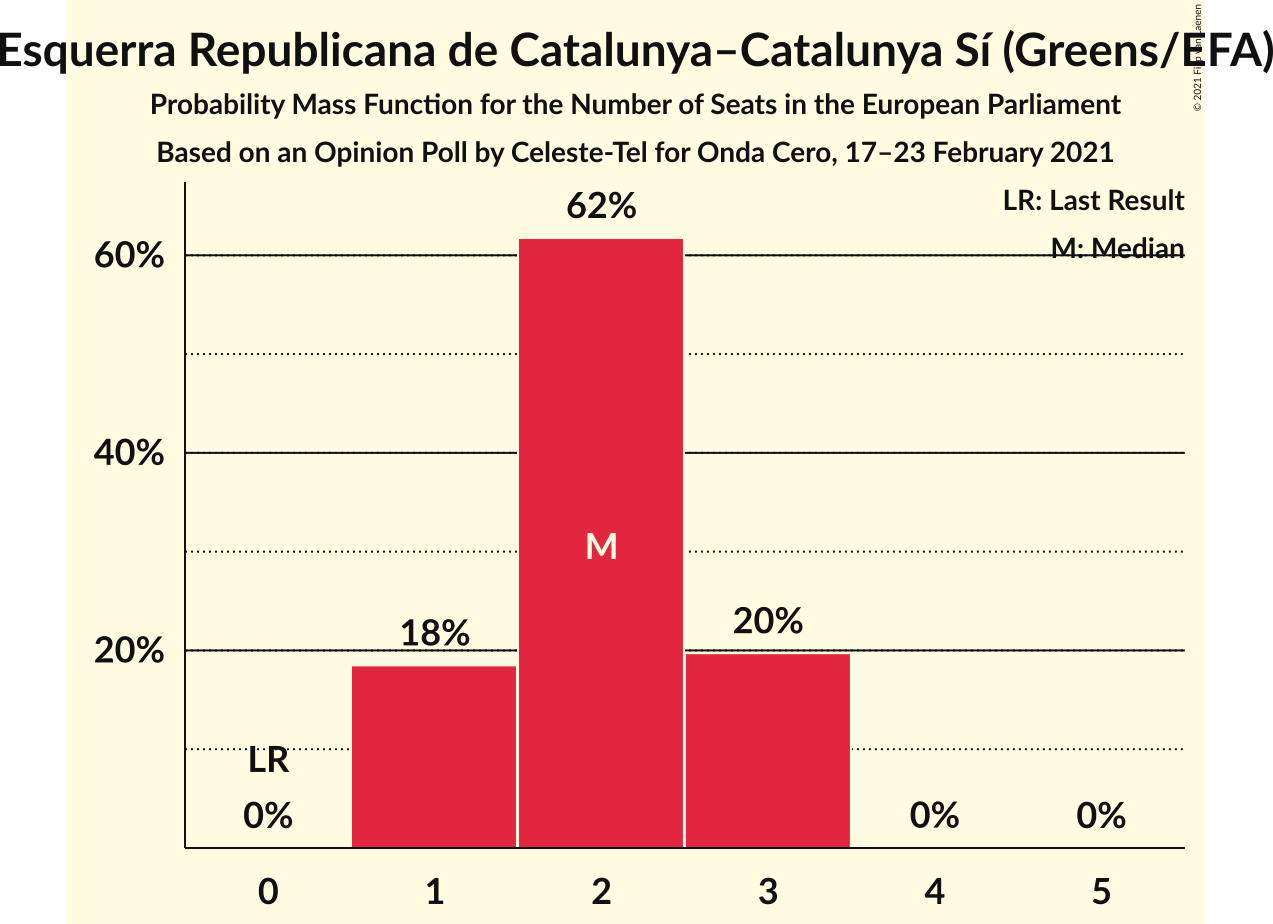 Esquerra Republicana de Catalunya–Catalunya Sí (Greens/EFA)
Probability Mass Function for the Number of Seats in the European Parliament
Based on an Opinion Poll by Celeste-Tel for Onda Cero, 17–23 February 2021
© 2021
LR: Last Result
M: Median
62%
60%
40%
M
20%
18%
20%
LR
0%
0%
0%
0
1
2
3
4
5